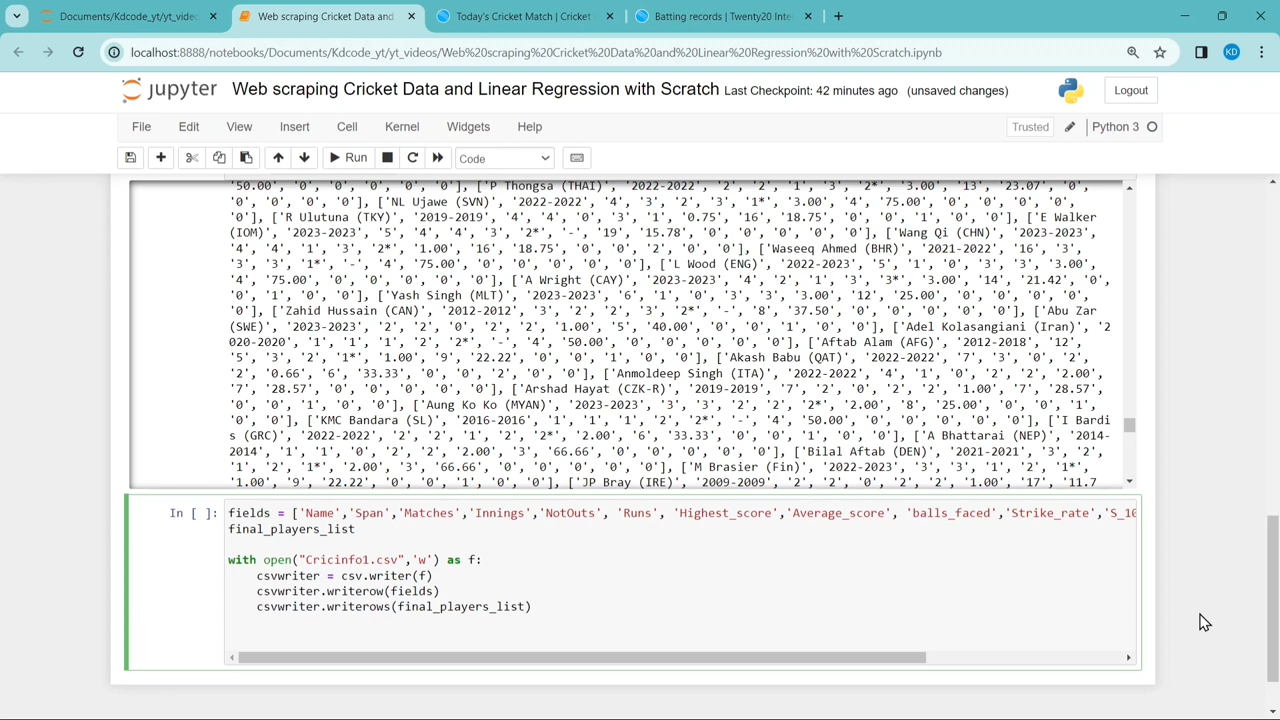 Documents/Kdcode_yt/yt_videos
Web scraping Cricket Data and
Today's Cricket Match | Cricket
Batting records | Twenty20 Inte
localhost:8888/notebooks/Documents/Kdcode_yt/yt_videos/Web%20scraping%20Cricket%20Data%20and%20Linear%20Regression%20with%20Scratch.ipynb
KD
jupyter Web scraping Cricket Data and Linear Regression with Scratch Last Checkpoint: 42 minutes ago (unsaved changes) Logout
File Edit View Insert Cell Kernel Widgets Help Trusted Python 3
Run Code
'50.00', '0', '0', '0', '0', '0'], ['P Thongsa (THAI)', '2022-2022', '2', '2', '1', '3', '2*', '3.00', '13', '23.07', '0',
'0', '0', '0', '0'], ['NL Ujawe (SVN)', '2022-2022', '4', '3', '2', '3', '1*', '3.00', '4', '75.00', '0', '0', '0', '0',
'0'], ['R Ulutuna (TKY)', '2019-2019', '4', '4', '0', '3', '1', '0.75', '16', '18.75', '0', '0', '1', '0', '0'], ['E Walker
(IOM)', '2023-2023', '5', '4', '4', '3', '2*', '-', '19', '15.78', '0', '0', '0', '0', '0'], ['Wang Qi (CHN)', '2023-2023',
'4', '4', '1', '3', '2*', '1.00', '16', '18.75', '0', '0', '2', '0', '0'], ['Waseeq Ahmed (BHR)', '2021-2022', '16', '3',
'3', '3', '1*', '-', '4', '75.00', '0', '0', '0', '0', '0'], ['L Wood (ENG)', '2022-2023', '5', '1', '0', '3', '3', '3.00',
'4', '75.00', '0', '0', '0', '0', '0'], ['A Wright (CAY)', '2023-2023', '4', '2', '1', '3', '3*', '3.00', '14', '21.42', '0',
'0', '1', '0', '0'], ['Yash Singh (MLT)', '2023-2023', '6', '1', '0', '3', '3', '3.00', '12', '25.00', '0', '0', '0', '0',
'0'], ['Zahid Hussain (CAN)', '2012-2012', '3', '2', '2', '3', '2*', '-', '8', '37.50', '0', '0', '0', '0', '0'], ['Abu Zar
(SWE)', '2023-2023', '2', '2', '0', '2', '2', '1.00', '5', '40.00', '0', '0', '1', '0', '0'], ['Adel Kolasangiani (Iran)', '2
020-2020', '1', '1', '1', '2', '2*', '-', '4', '50.00', '0', '0', '0', '0', '0'], ['Aftab Alam (AFG)', '2012-2018', '12',
'5', '3', '2', '1*', '1.00', '9', '22.22', '0', '0', '1', '0', '0'], ['Akash Babu (QAT)', '2022-2022', '7', '3', '0', '2',
'2', '0.66', '6', '33.33', '0', '0', '2', '0', '0'], ['Anmoldeep Singh (ITA)', '2022-2022', '4', '1', '0', '2', '2', '2.00',
'7', '28.57', '0', '0', '0', '0', '0'], ['Arshad Hayat (CZK-R)', '2019-2019', '7', '2', '0', '2', '2', '1.00', '7', '28.57',
'0', '0', '1', '0', '0'], ['Aung Ko Ko (MYAN)', '2023-2023', '3', '3', '2', '2', '2*', '2.00', '8', '25.00', '0', '0', '1',
'0', '0'], ['KMC Bandara (SL)', '2016-2016', '1', '1', '1', '2', '2*', '-', '4', '50.00', '0', '0', '0', '0', '0'], ['I Bardi
s (GRC)', '2022-2022', '2', '2', '1', '2', '2*', '2.00', '6', '33.33', '0', '0', '1', '0', '0'], ['A Bhattarai (NEP)', '2014-
2014', '1', '1', '0', '2', '2', '2.00', '3', '66.66', '0', '0', '0', '0', '0'], ['Bilal Aftab (DEN)', '2021-2021', '3', '2',
'1', '2', '1*', '2.00', '3', '66.66', '0', '0', '0', '0', '0'], ['M Brasier (Fin)', '2022-2023', '3', '3', '1', '2', '1*',
'1.00', '9', '22.22', '0', '0', '1', '0', '0'], ['JP Bray (IRE)', '2009-2009', '2', '2', '0', '2', '2', '1.00', '17', '11.7
In [ ]: fields = ['Name','Span','Matches','Innings','NotOuts', 'Runs', 'Highest_score','Average_score', 'balls_faced','Strike_rate','S_10
final_players_list
with open("Cricinfo1.csv",'w') as f:
csvwriter = csv.writer(f)
csvwriter.writerow(fields)
csvwriter.writerows(final_players_list)